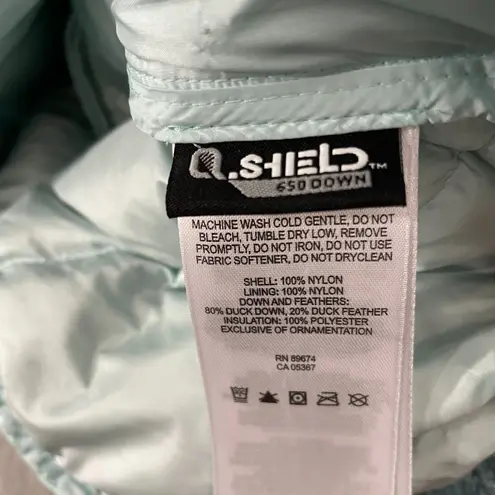 Q.SHIELD™
650 DOWN
MACHINE WASH COLD GENTLE, DO NOT
BLEACH, TUMBLE DRY LOW, REMOVE
PROMPTLY, DO NOT IRON, DO NOT USE
FABRIC SOFTENER, DO NOT DRYCLEAN
SHELL: 100% NYLON
LINING: 100% NYLON
DOWN AND FEATHERS:
80% DUCK DOWN, 20% DUCK FEATHER
INSULATION: 100% POLYESTER
EXCLUSIVE OF ORNAMENTATION
RN 89674
CA 05367